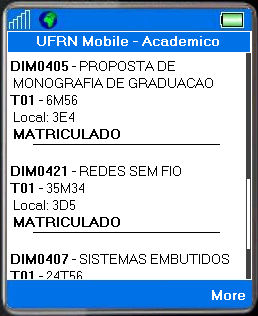 UFRN Mobile - Academico
DIM0405 - PROPOSTA DE
MONOGRAFIA DE GRADUACAO
T01 - 6M56
Local: 3E4
MATRICULADO
DIM0421 - REDES SEM FIO
T01 - 35M34
Local: 3D5
MATRICULADO
DIM0407 - SISTEMAS EMBUTIDOS
T01 - 24T56
More